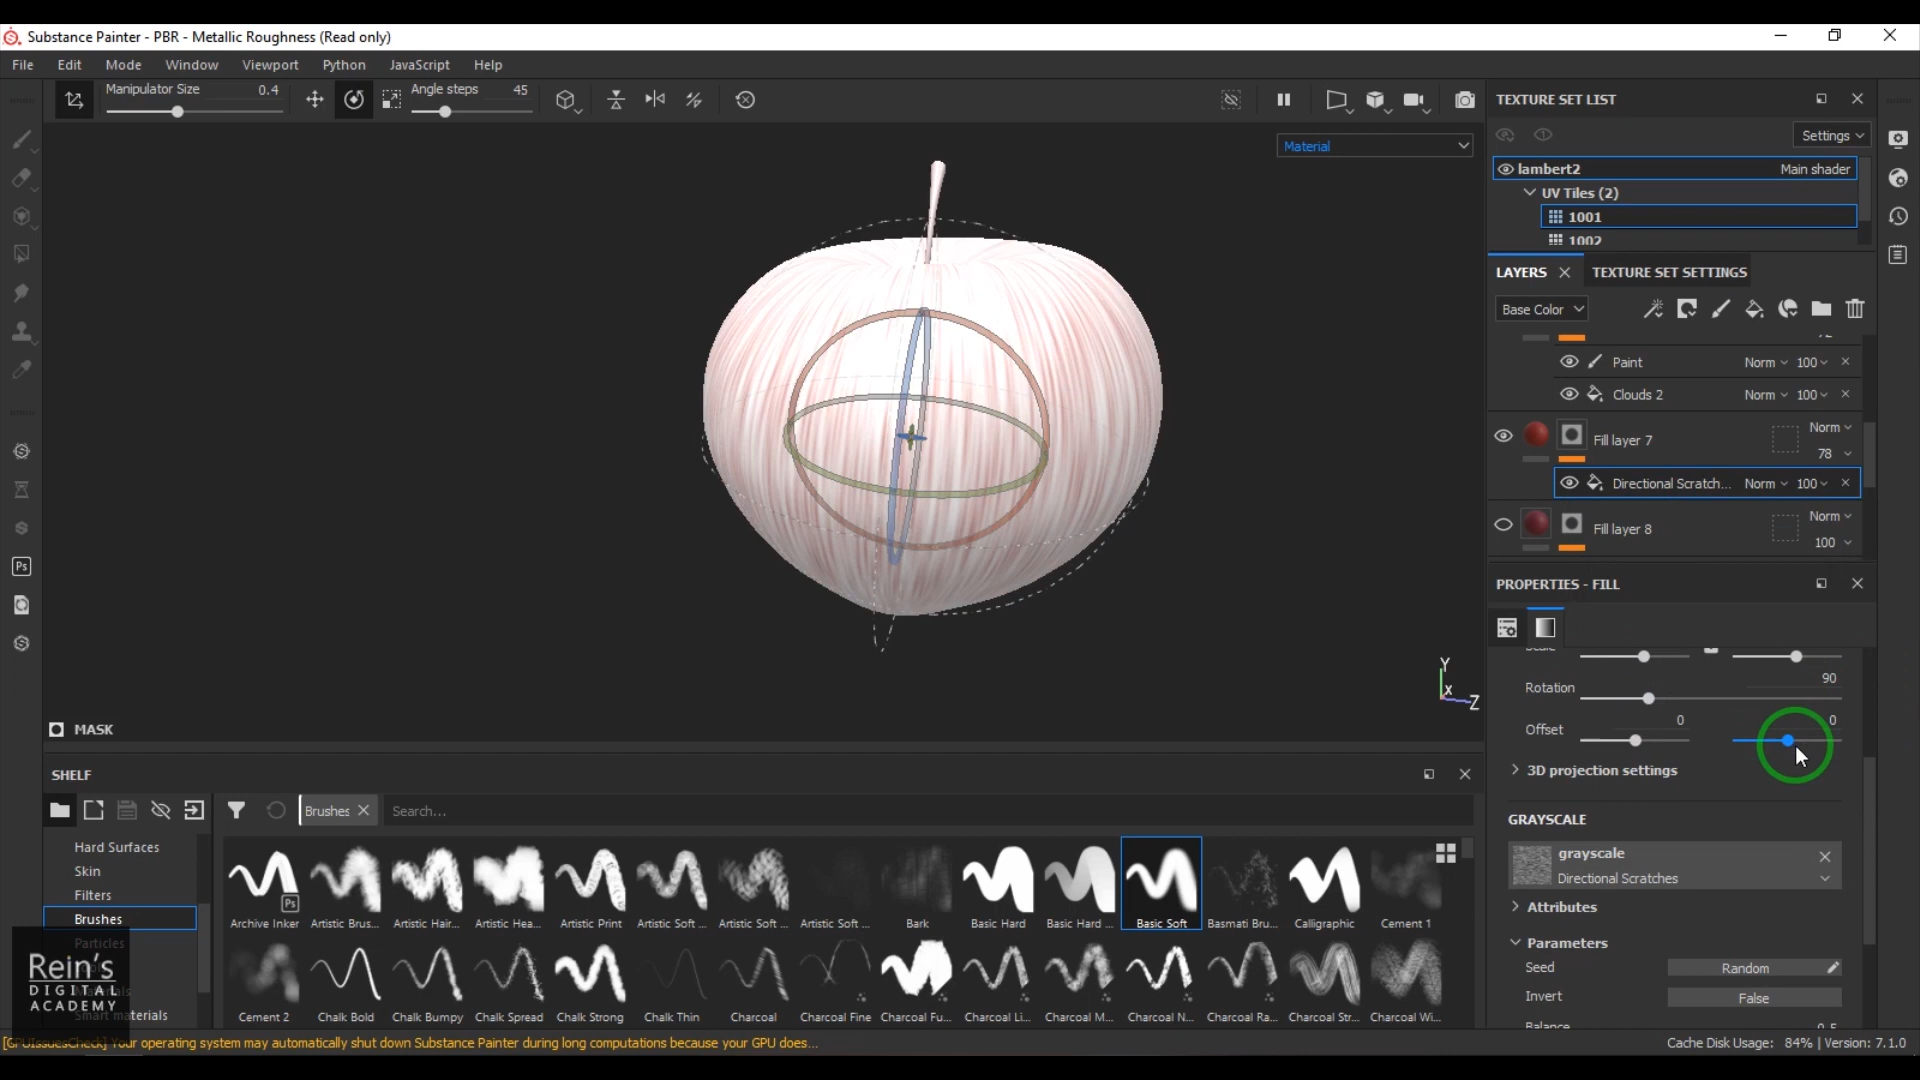 Substance Painter - PBR - Metallic Roughness (Read only)
File Edit Mode Window Viewport Python JavaScript Help
Manipulator Size 0.4 Angle steps 45
Material
Y
X
Z
MASK
TEXTURE SET LIST
Settings
lambert2 Main shader
UV Tiles (2)
1001
1002
LAYERS TEXTURE SET SETTINGS
Base Color
Paint Norm 100
Clouds 2 Norm 100
Fill layer 7 Norm
78
Directional Scratch... Norm 100
Fill layer 8 Norm
100
PROPERTIES - FILL
Rotation 90
Offset 0 0
3D projection settings
GRAYSCALE
grayscale
Directional Scratches
Attributes
Parameters
Seed Random
Invert False
Balance 0.5
SHELF
Brushes Search...
Hard Surfaces
Skin
Filters
Brushes
Particles
Smart materials
Archive Inker Artistic Brus... Artistic Hair... Artistic Hea... Artistic Print Artistic Soft ... Artistic Soft ... Artistic Soft ... Bark Basic Hard Basic Hard ... Basic Soft Basmati Bru... Calligraphic Cement 1
Cement 2 Chalk Bold Chalk Bumpy Chalk Spread Chalk Strong Chalk Thin Charcoal Charcoal Fine Charcoal Fu... Charcoal Li... Charcoal M... Charcoal N... Charcoal Ra... Charcoal Str... Charcoal Wi...
Rein's
DIGITAL
ACADEMY
[GPUIssuesCheck] Your operating system may automatically shut down Substance Painter during long computations because your GPU does...
Cache Disk Usage: 84% | Version: 7.1.0
Ps
Ps